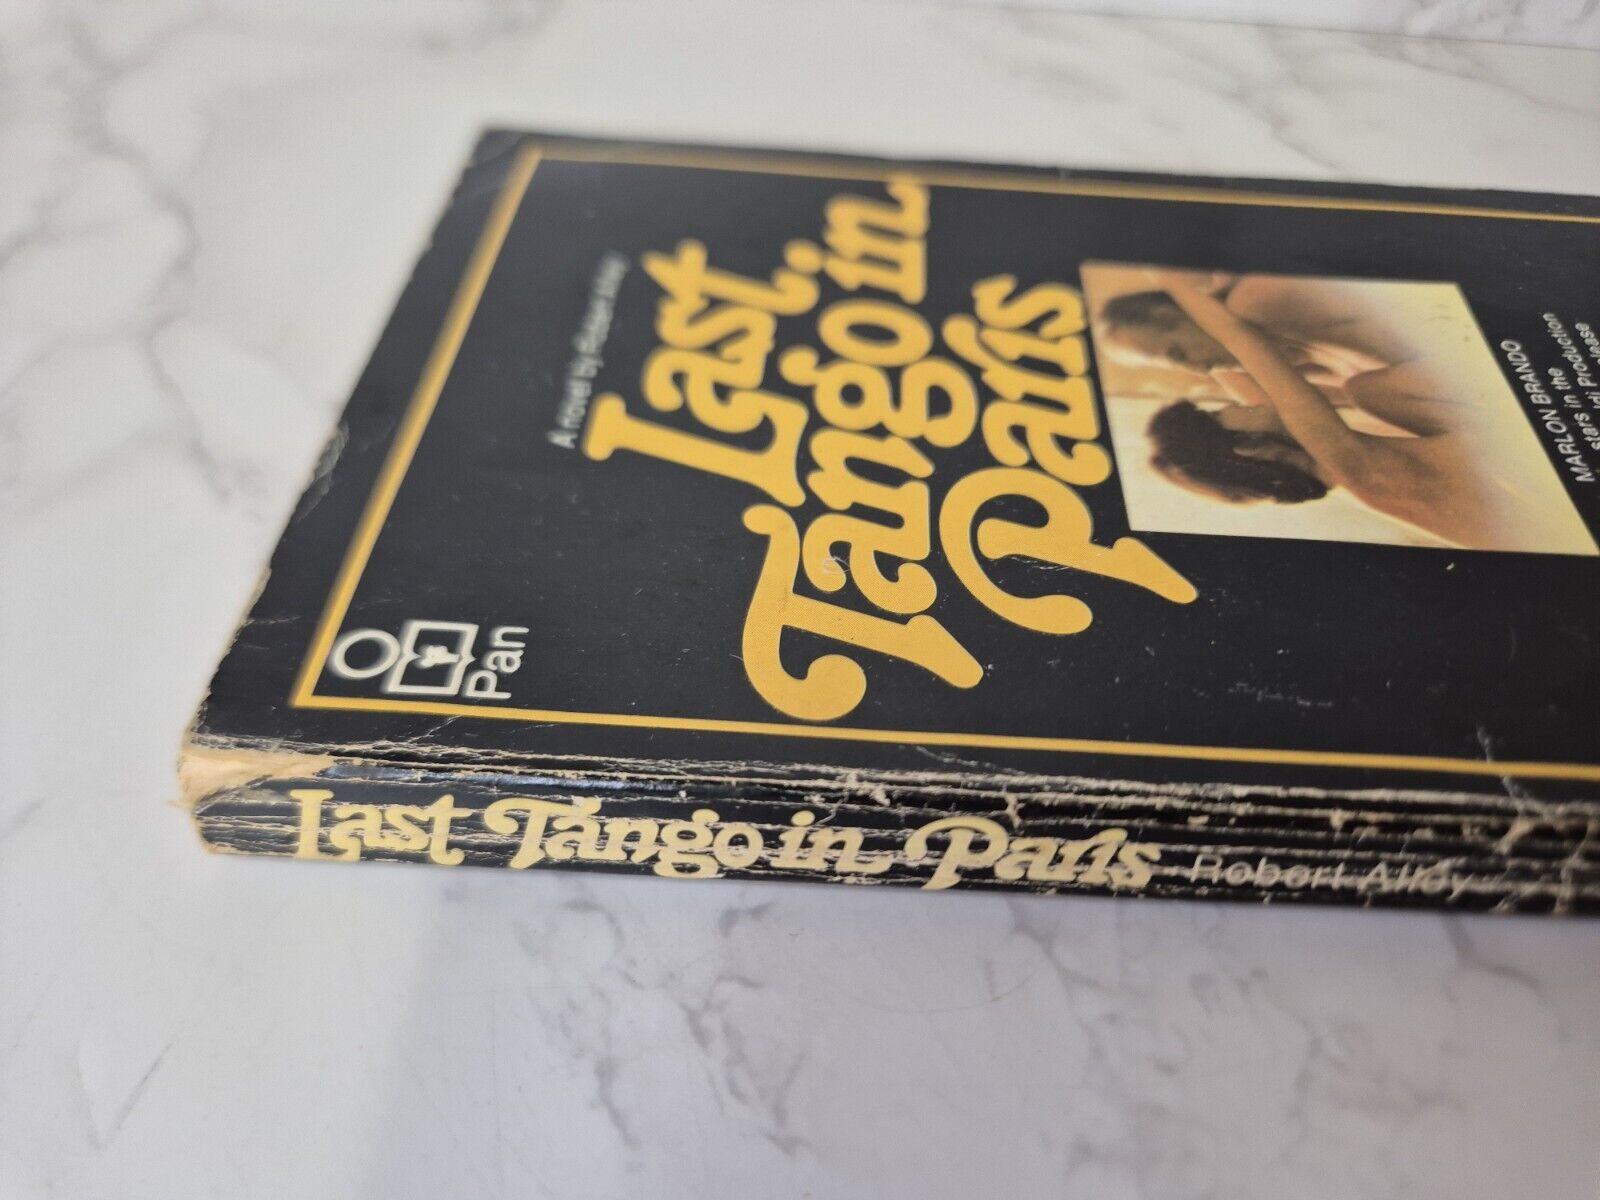 A novel by Robert Alley
Last
Tango in
Paris
MARLON BRANDO
stars in the
Production
Pan
Last Tango in Paris Robert Alley